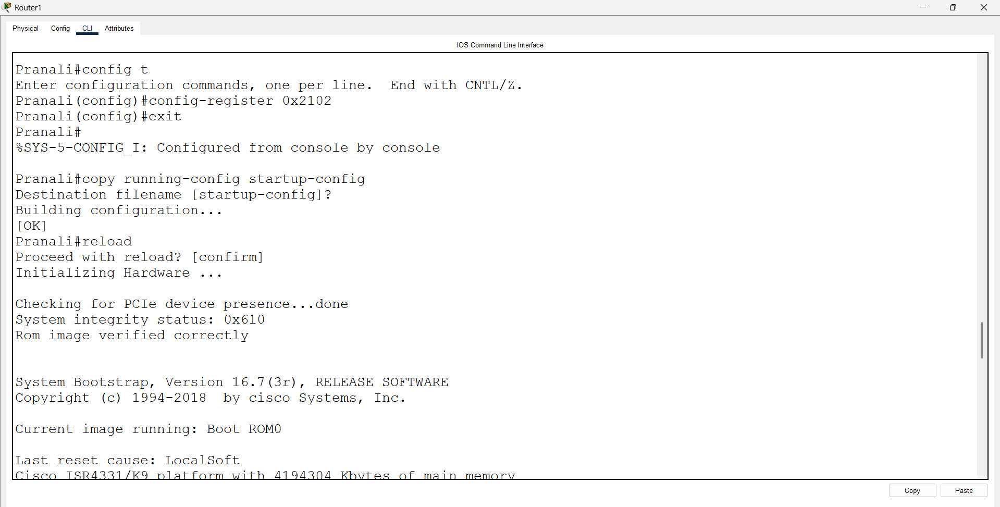 Router1
Physical Config CLI Attributes
IOS Command Line Interface
Pranali#config t
Enter configuration commands, one per line.  End with CNTL/Z.
Pranali(config)#config-register 0x2102
Pranali(config)#exit
Pranali#
%SYS-5-CONFIG_I: Configured from console by console
Pranali#copy running-config startup-config
Destination filename [startup-config]?
Building configuration...
[OK]
Pranali#reload
Proceed with reload? [confirm]
Initializing Hardware ...
Checking for PCIe device presence...done
System integrity status: 0x610
Rom image verified correctly
System Bootstrap, Version 16.7(3r), RELEASE SOFTWARE
Copyright (c) 1994-2018  by cisco Systems, Inc.
Current image running: Boot ROM0
Last reset cause: LocalSoft
Cisco ISR4331/K9 platform with 4194304 Kbytes of main memory
Copy Paste